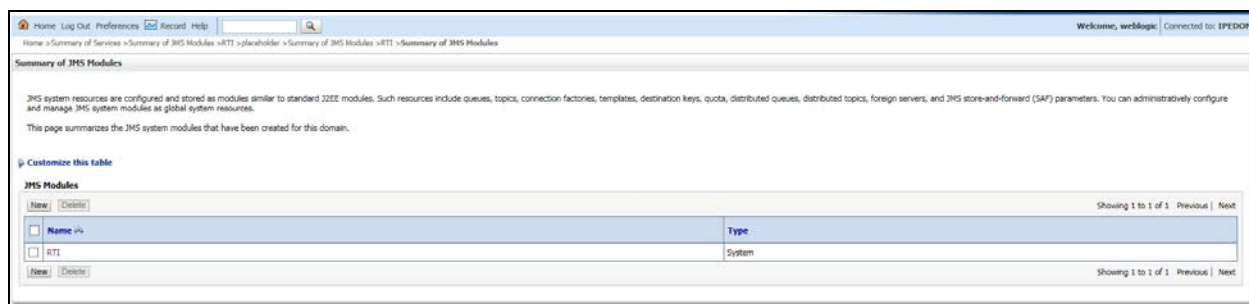 Home Log Out Preferences Record Help Welcome, weblogic Connected to: IPEDON
Home >Summary of Services >Summary of JMS Modules >RTI >placeholder >Summary of JMS Modules >RTI >Summary of JMS Modules
Summary of JMS Modules
JMS system resources are configured and stored as modules similar to standard J2EE modules. Such resources include queues, topics, connection factories, templates, destination keys, quota, distributed queues, distributed topics, foreign servers, and JMS store-and-forward (SAF) parameters. You can administratively configure
and manage JMS system modules as global system resources.
This page summarizes the JMS system modules that have been created for this domain.
Customize this table
JMS Modules
New Delete Showing 1 to 1 of 1 Previous | Next
Name Type
RTI System
New Delete Showing 1 to 1 of 1 Previous | Next